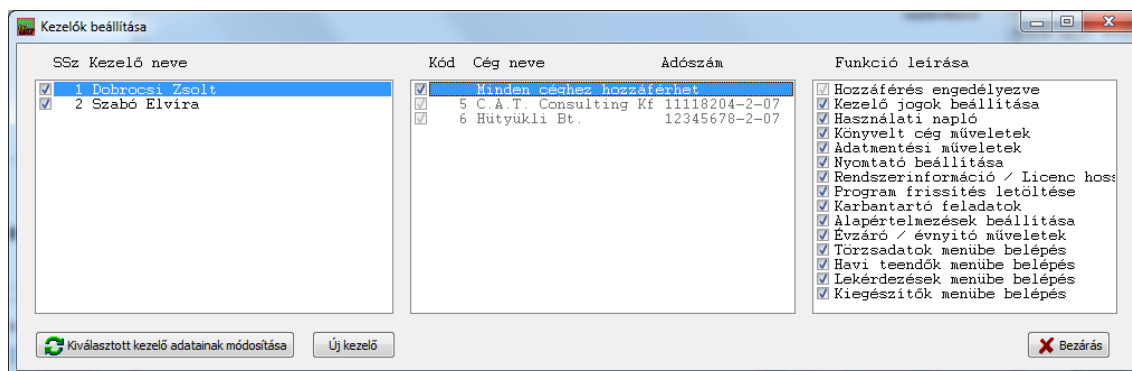 Kezelők beállítása
SSz Kezelő neve
1 Dobrocsi Zsolt
2 Szabó Elvíra
Kód Cég neve Adószám
Minden céghez hozzáférhet
5 C.A.T. Consulting Kf 11118204-2-07
6 Hütyükli Bt. 12345678-2-07
Funkció leírása
Hozzáférés engedélyezve
Kezelő jogok beállítása
Használati napló
Könyvelt cég műveletek
Adatmentési műveletek
Nyomtató beállítása
Rendszerinformáció / Licenc hoss
Program frissítés letöltése
Karbantartó feladatok
Alapértelmezések beállítása
Évzáró / évnyitó műveletek
Törzsadatok menübe belépés
Havi teendők menübe belépés
Lekérdezések menübe belépés
Kiegészítők menübe belépés
Kiválasztott kezelő adatainak módosítása
Új kezelő
Bezárás